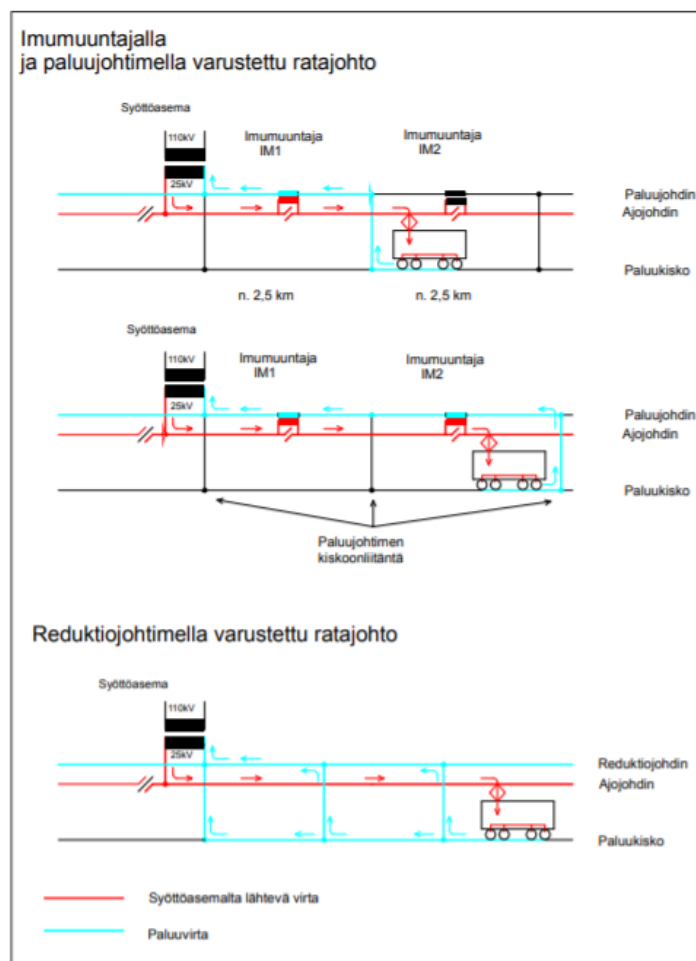 Imumuuntajalla
ja paluujohtimella varustettu ratajohto
Syöttöasema
110kV
25kV
Imumuuntaja
IM1
Imumuuntaja
IM2
Paluujohdin
Ajojohdin
Paluukisko
n. 2,5 km
n. 2,5 km
Syöttöasema
110kV
25kV
Imumuuntaja
IM1
Imumuuntaja
IM2
Paluujohdin
Ajojohdin
Paluukisko
Paluujohtimen
kiskoonliitäntä
Reduktiojohtimella varustettu ratajohto
Syöttöasema
110kV
25kV
Reduktiojohdin
Ajojohdin
Paluukisko
Syöttöasemalta lähtevä virta
Paluuvirta